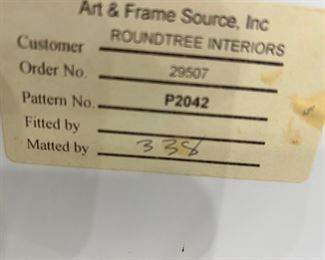 Art & Frame Source, Inc
Customer ROUNDTREE INTERIORS
Order No. 29507
Pattern No. P2042
Fitted by
Matted by 338